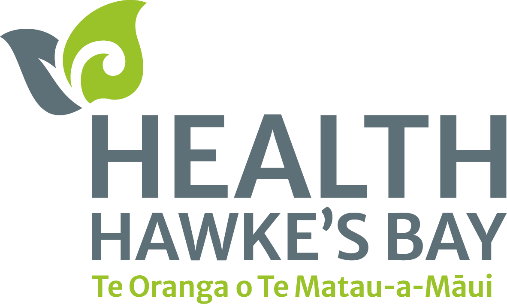 HEALTH
HAWKE'S BAY
Te Oranga o Te Matau-a-Māui